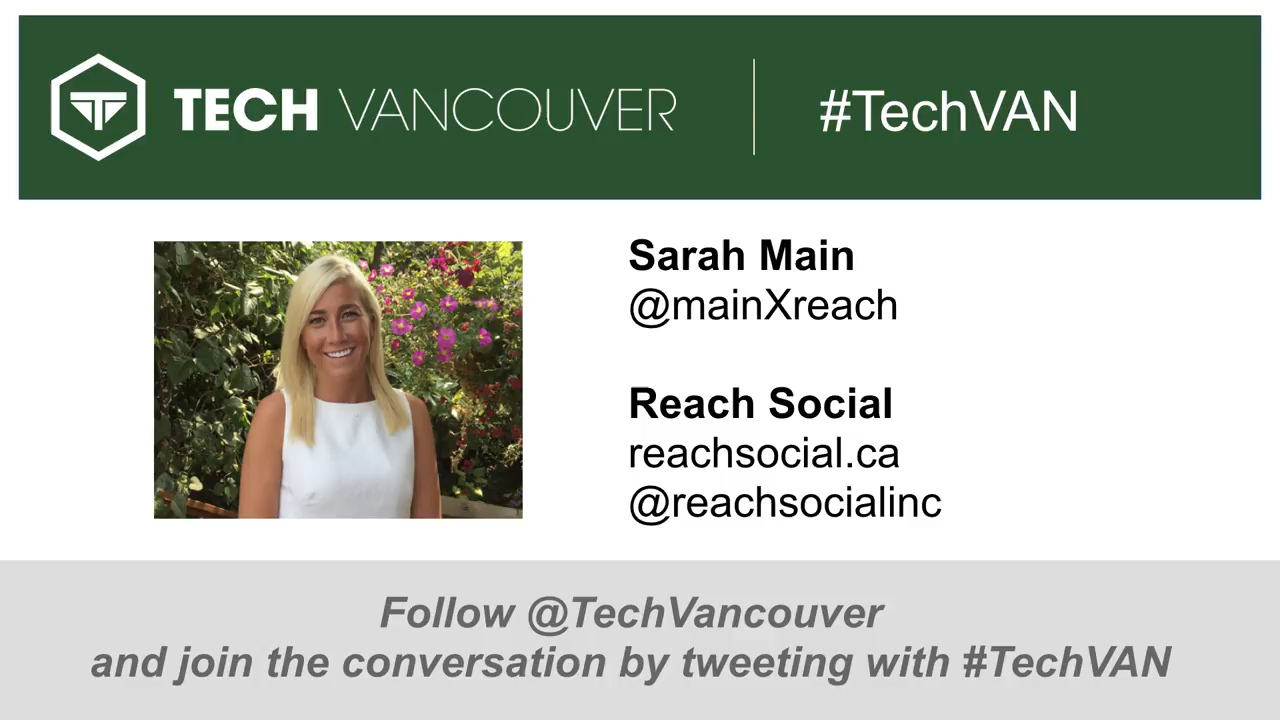 TECH VANCOUVER
#TechVAN
Sarah Main
@mainXreach
Reach Social
reachsocial.ca
@reachsocialinc
Follow @TechVancouver
and join the conversation by tweeting with #TechVAN